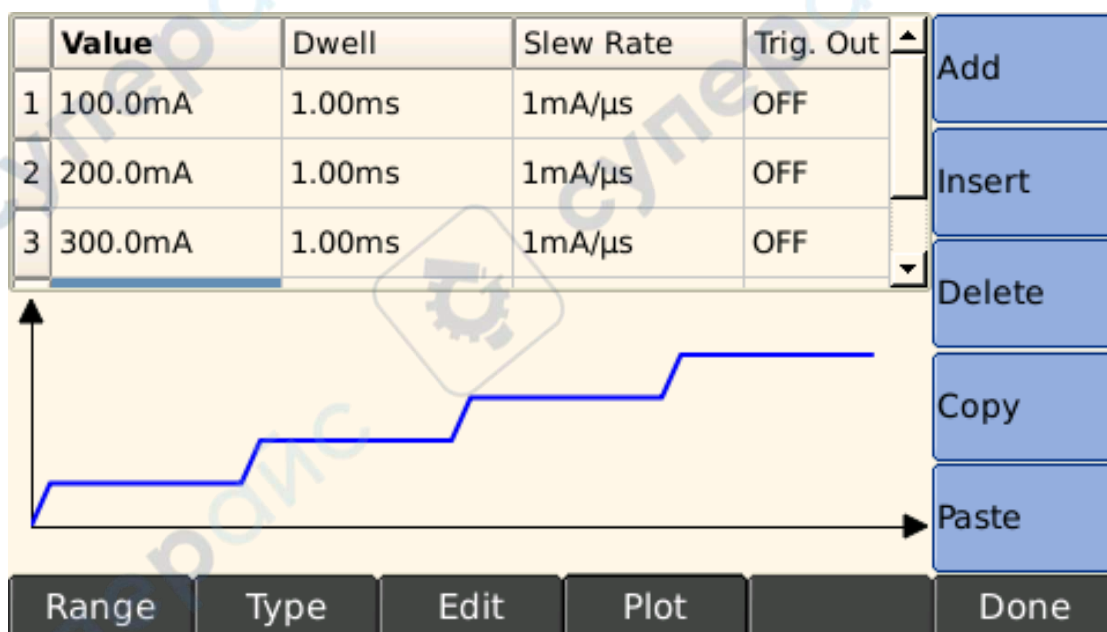 Value Dwell Slew Rate Trig. Out
1 100.0mA 1.00ms 1mA/µs OFF
2 200.0mA 1.00ms 1mA/µs OFF
3 300.0mA 1.00ms 1mA/µs OFF
Add
Insert
Delete
Copy
Paste
Range Type Edit Plot Done
суперайс